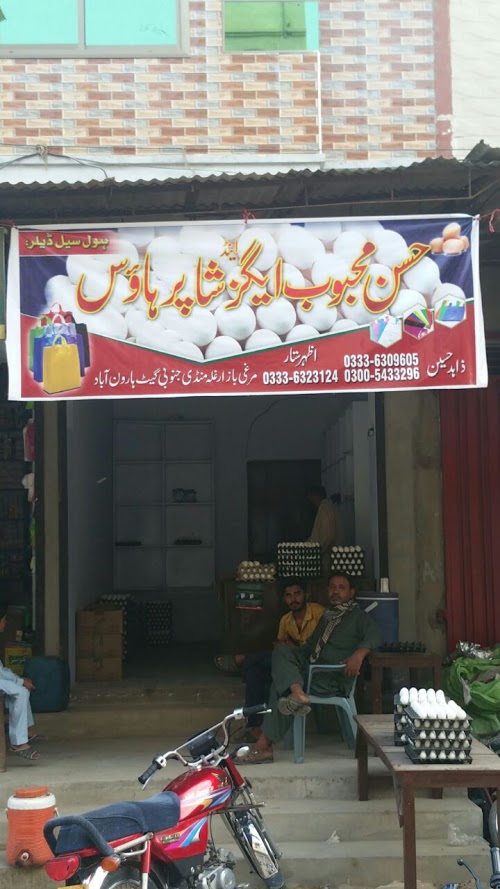 ہول سیل ڈیلر:
حسن محبوب ایگز اینڈ شاپر ہاؤس
زاہد حسین 0333-6309605 0300-5433296
اظہر ستار 0333-6323124
مرغی بازار غلہ منڈی جنوبی گیٹ ہارون آباد